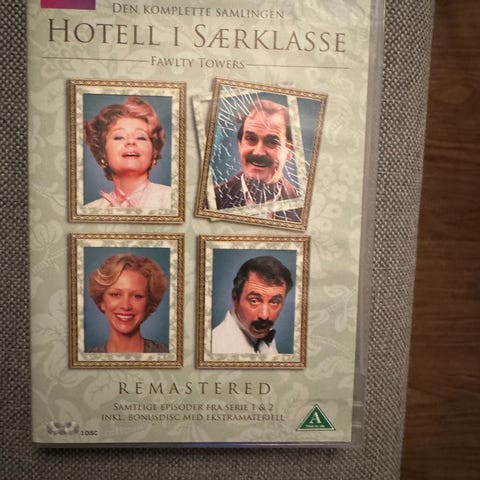 DEN KOMPLETTE SAMLINGEN
HOTELL I SÆRKLASSE
FAWLTY TOWERS
REMASTERED
SAMTLIGE EPISODER FRA SERIE 1 & 2
INKL. BONUSDISC MED EKSTRAMATERIELL
3 DISC
A